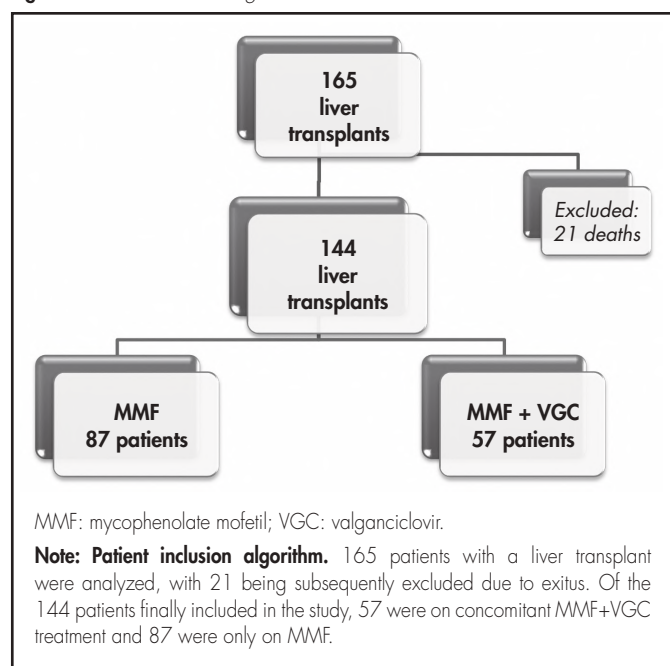 165
liver
transplants
Excluded:
21 deaths
144
liver
transplants
MMF
87 patients
MMF + VGC
57 patients
MMF: mycophenolate mofetil; VGC: valganciclovir.
Note: Patient inclusion algorithm. 165 patients with a liver transplant
were analyzed, with 21 being subsequently excluded due to exitus. Of the
144 patients finally included in the study, 57 were on concomitant MMF+VGC
treatment and 87 were only on MMF.